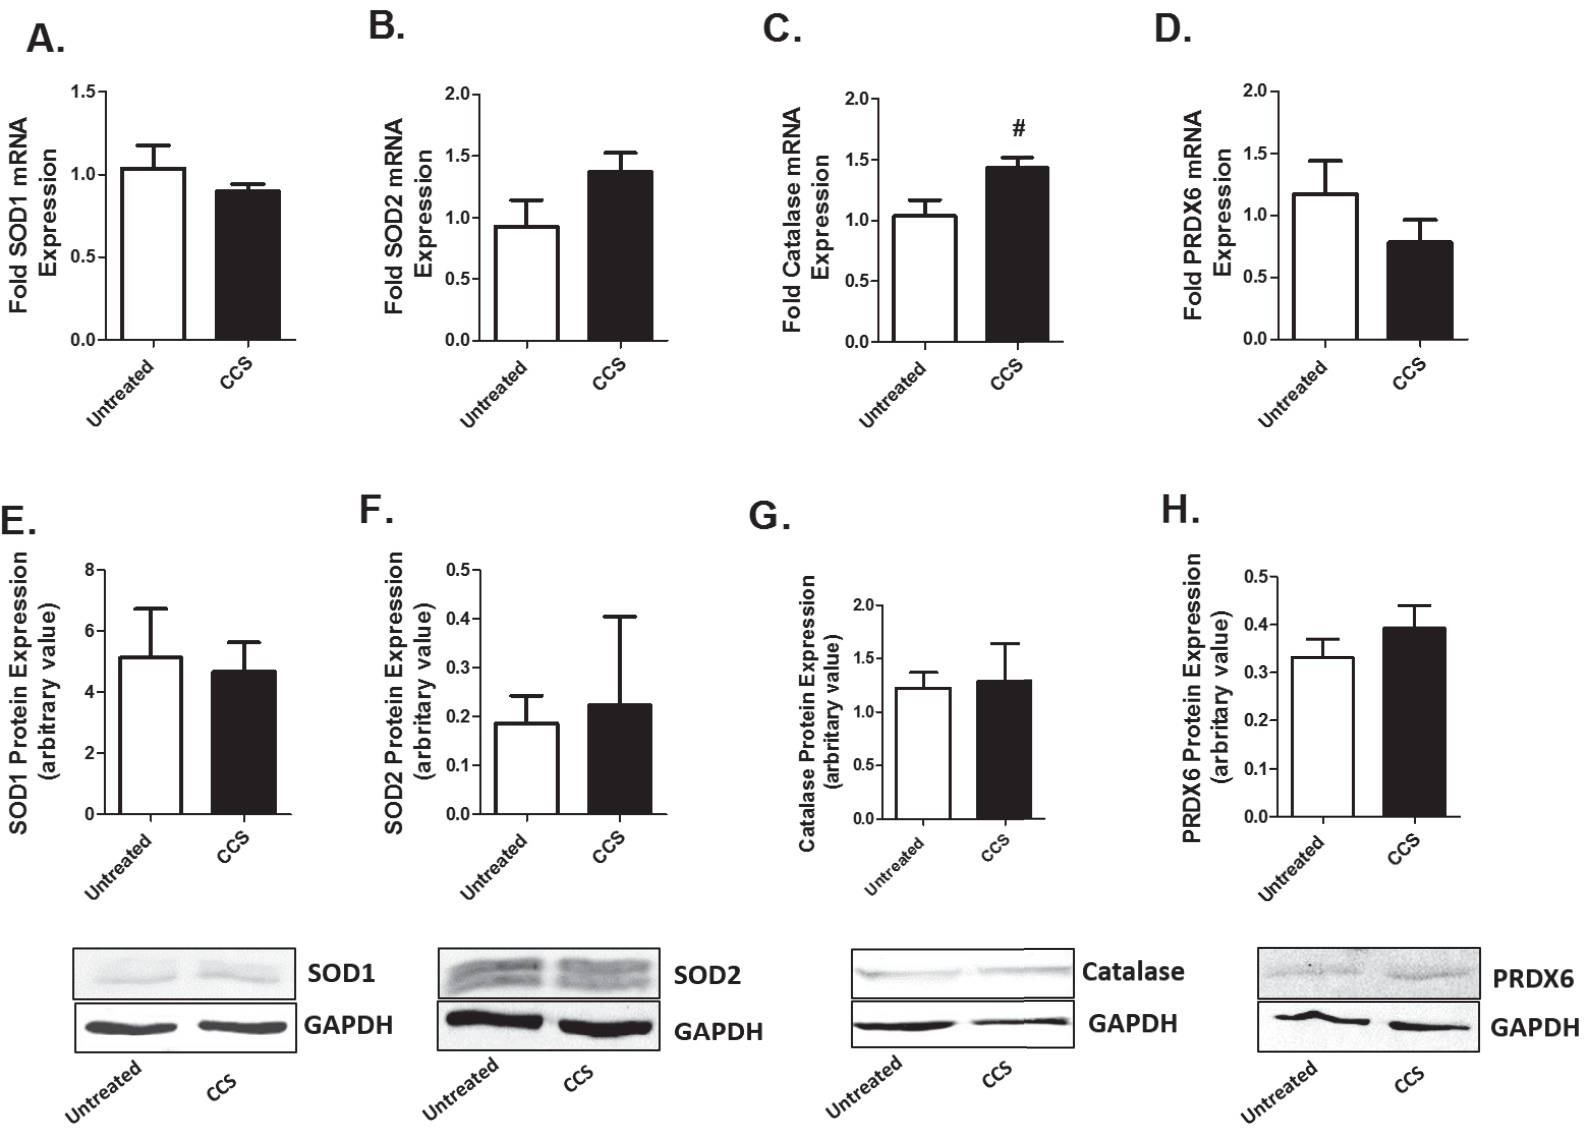 A.
Fold SOD1 mRNA
Expression
1.5
1.0
0.5
0.0
Untreated
CCS
B.
Fold SOD2 mRNA
Expression
2.0
1.5
1.0
0.5
0.0
Untreated
CCS
C.
Fold Catalase mRNA
Expression
2.0
1.5
1.0
0.5
0.0
#
Untreated
CCS
D.
Fold PRDX6 mRNA
Expression
2.0
1.5
1.0
0.5
0.0
Untreated
CCS
E.
SOD1 Protein Expression
(arbitrary value)
8
6
4
2
0
Untreated
CCS
SOD1
GAPDH
Untreated
CCS
F.
SOD2 Protein Expression
(arbritary value)
0.5
0.4
0.3
0.2
0.1
0.0
Untreated
CCS
SOD2
GAPDH
Untreated
CCS
G.
Catalase Protein Expression
(arbritary value)
2.0
1.5
1.0
0.5
0.0
Untreated
CCS
Catalase
GAPDH
Untreated
CCS
H.
PRDX6 Protein Expression
(arbritary value)
0.5
0.4
0.3
0.2
0.1
0.0
Untreated
CCS
PRDX6
GAPDH
Untreated
CCS